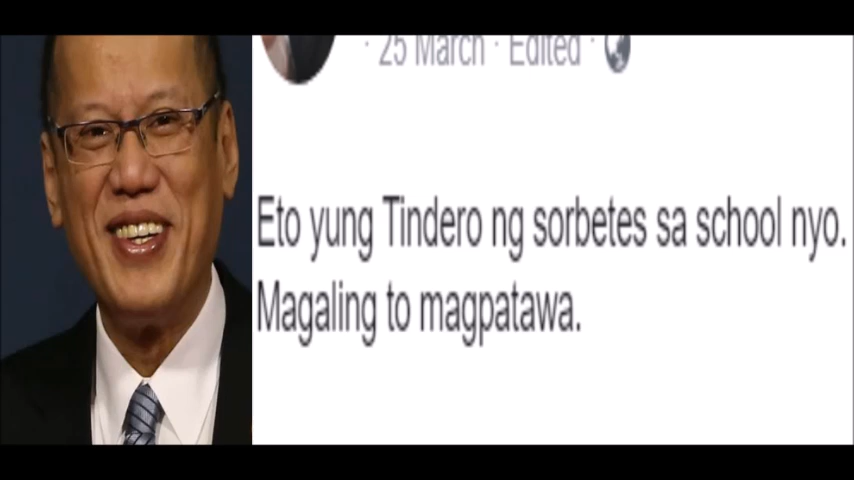 · 25 March · Edited ·
Eto yung Tindero ng sorbetes sa school nyo.
Magaling to magpatawa.